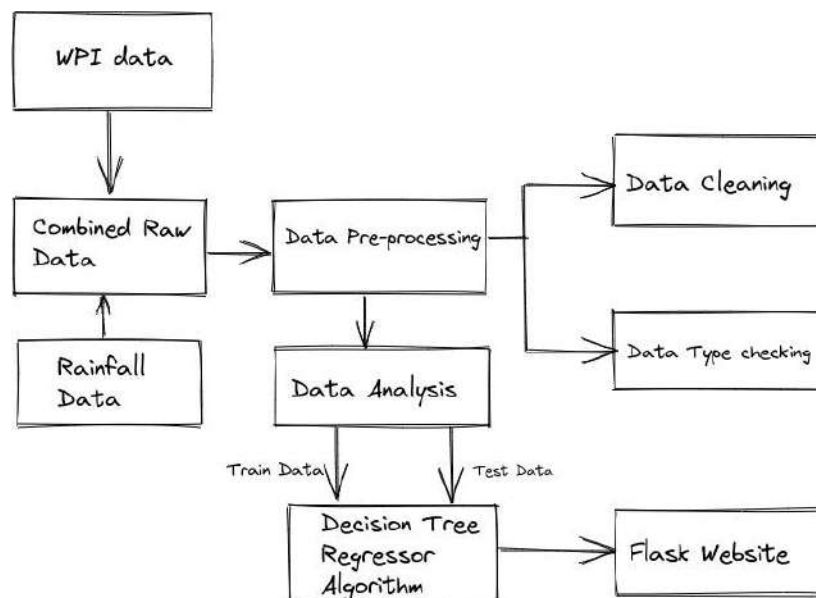 WPI data
Data Cleaning
Combined Raw
Data
Data Pre-processing
Rainfall
Data
Data Type checking
Data Analysis
Train Data
Test Data
Decision Tree
Regressor
Algorithm
Flask Website